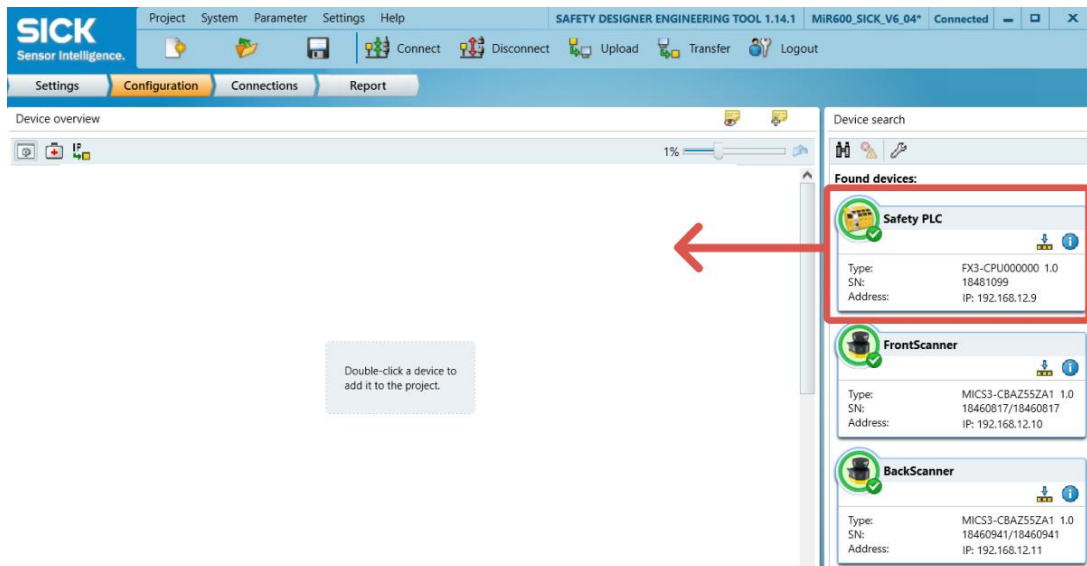 SICK
Sensor Intelligence.
Project System Parameter Settings Help
SAFETY DESIGNER ENGINEERING TOOL 1.14.1 MiR600_SICK_V6_04* Connected
Connect Disconnect Upload Transfer Logout
Settings Configuration Connections Report
Device overview
IP
1%
Device search
Found devices:
Safety PLC
Type: FX3-CPU000000 1.0
SN: 18481099
Address: IP: 192.168.12.9
Double-click a device to
add it to the project.
FrontScanner
Type: MICS3-CBAZ55ZA1 1.0
SN: 18460817/18460817
Address: IP: 192.168.12.10
BackScanner
Type: MICS3-CBAZ55ZA1 1.0
SN: 18460941/18460941
Address: IP: 192.168.12.11